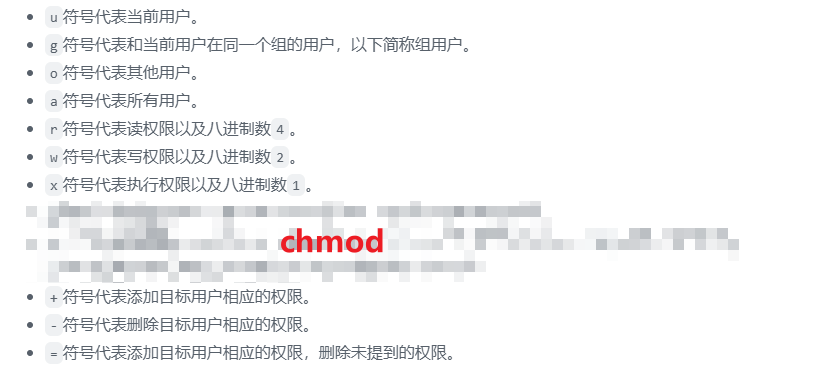 u 符号代表当前用户。
g 符号代表和当前用户在同一个组的用户，以下简称组用户。
o 符号代表其他用户。
a 符号代表所有用户。
r 符号代表读权限以及八进制数 4 。
w 符号代表写权限以及八进制数 2 。
x 符号代表执行权限以及八进制数 1 。
chmod
+ 符号代表添加目标用户相应的权限。
- 符号代表删除目标用户相应的权限。
= 符号代表添加目标用户相应的权限，删除未提到的权限。